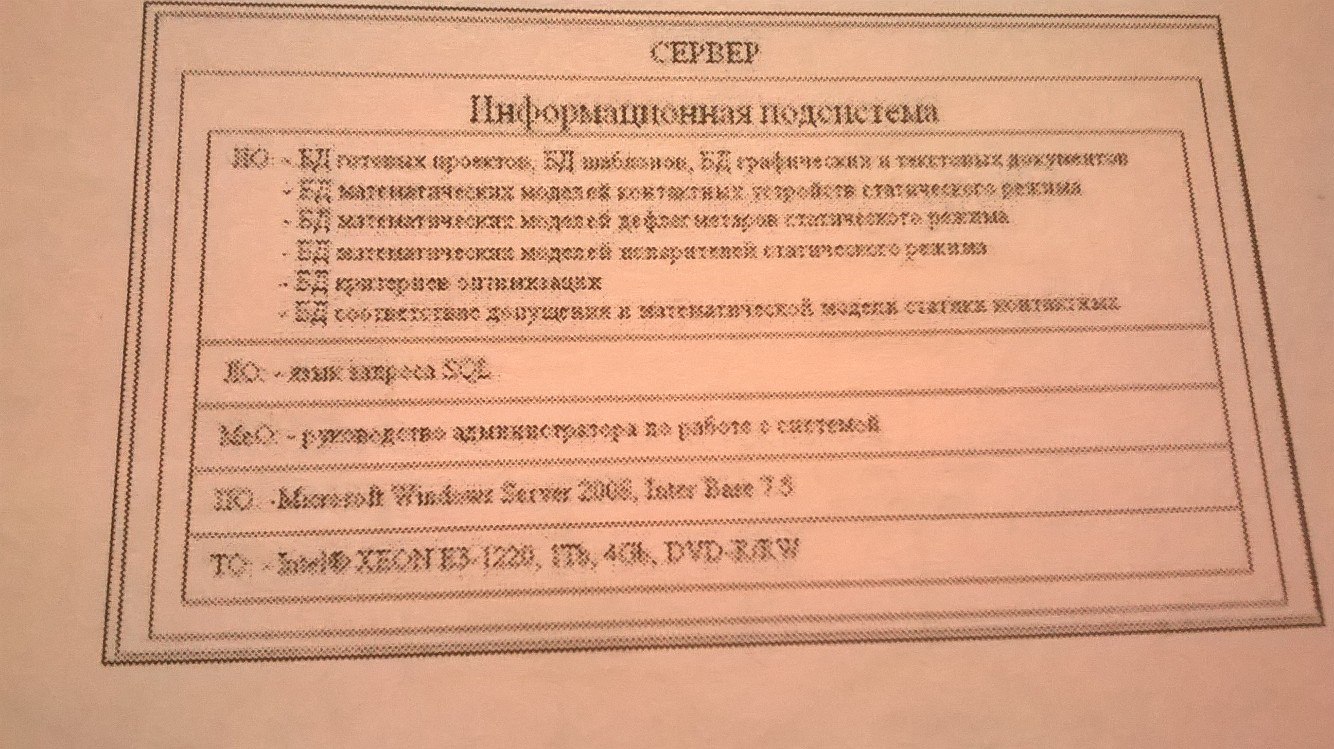 СЕРВЕР
Информационная подсистема
ИО: - БД готовых проектов, БД шаблонов, БД графических и текстовых документов
- БД математических моделей контактных устройств статического режима
- БД математических моделей дефлегматоров статического режима
- БД математических моделей испарителей статического режима
- БД критериев оптимизации
- БД соответствие допущения и математической модели статики контактных
ЛО: - язык запроса SQL
МеО: - руководство администратора по работе с системой
ПО: -Microsoft Windows Server 2008, Inter Base 7.5
ТО: - Intel® XEON E3-1220, 1Tb, 4Gb, DVD-R/RW